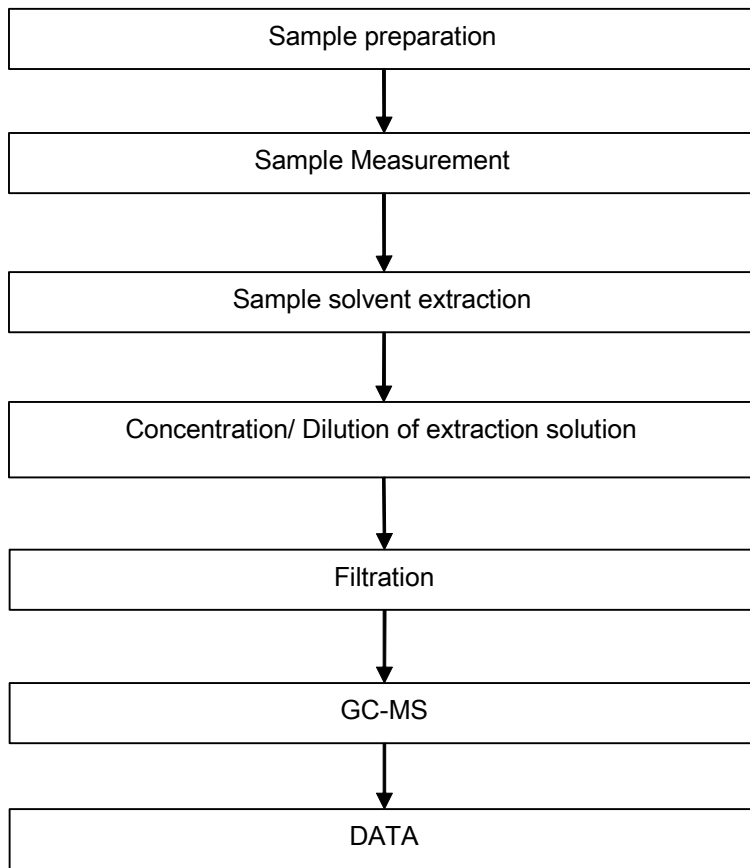 Sample preparation
Sample Measurement
Sample solvent extraction
Concentration/ Dilution of extraction solution
Filtration
GC-MS
DATA